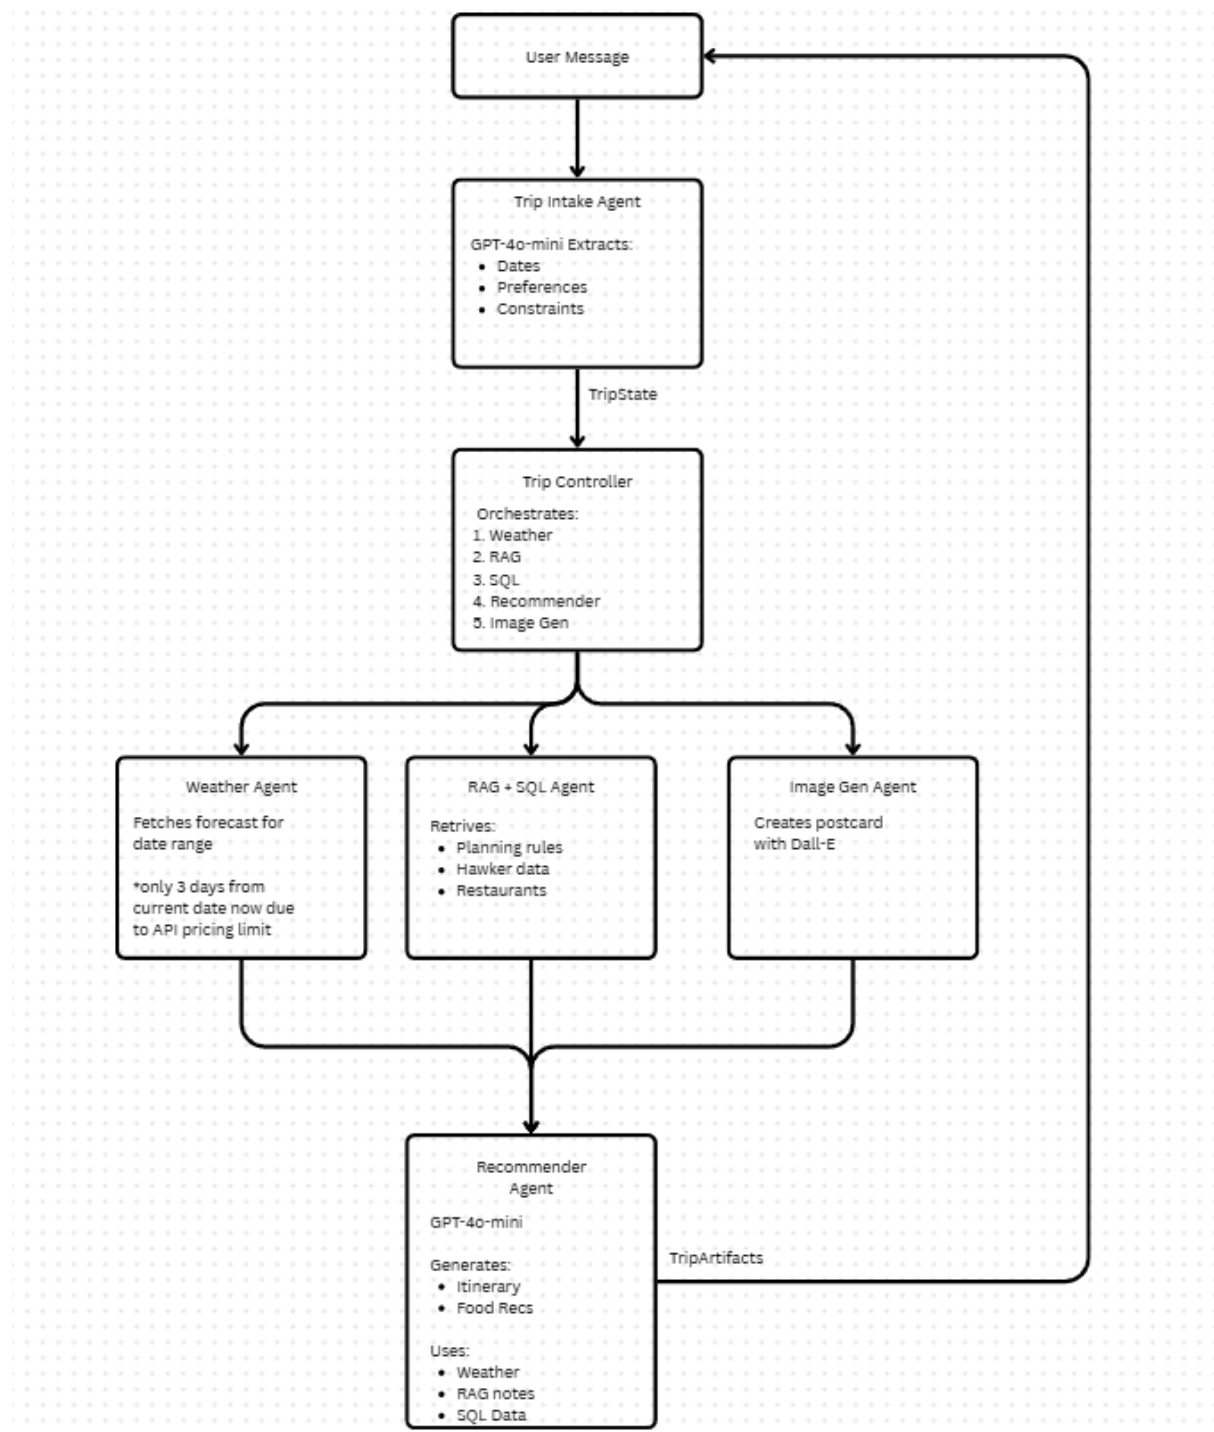 User Message
Trip Intake Agent
GPT-4o-mini Extracts:
• Dates
• Preferences
• Constraints
TripState
Trip Controller
Orchestrates:
1. Weather
2. RAG
3. SQL
4. Recommender
5. Image Gen
Weather Agent
Fetches forecast for
date range
*only 3 days from
current date now due
to API pricing limit
RAG + SQL Agent
Retrives:
• Planning rules
• Hawker data
• Restaurants
Image Gen Agent
Creates postcard
with Dall-E
Recommender
Agent
GPT-4o-mini
Generates:
• Itinerary
• Food Recs
Uses:
• Weather
• RAG notes
• SQL Data
TripArtifacts